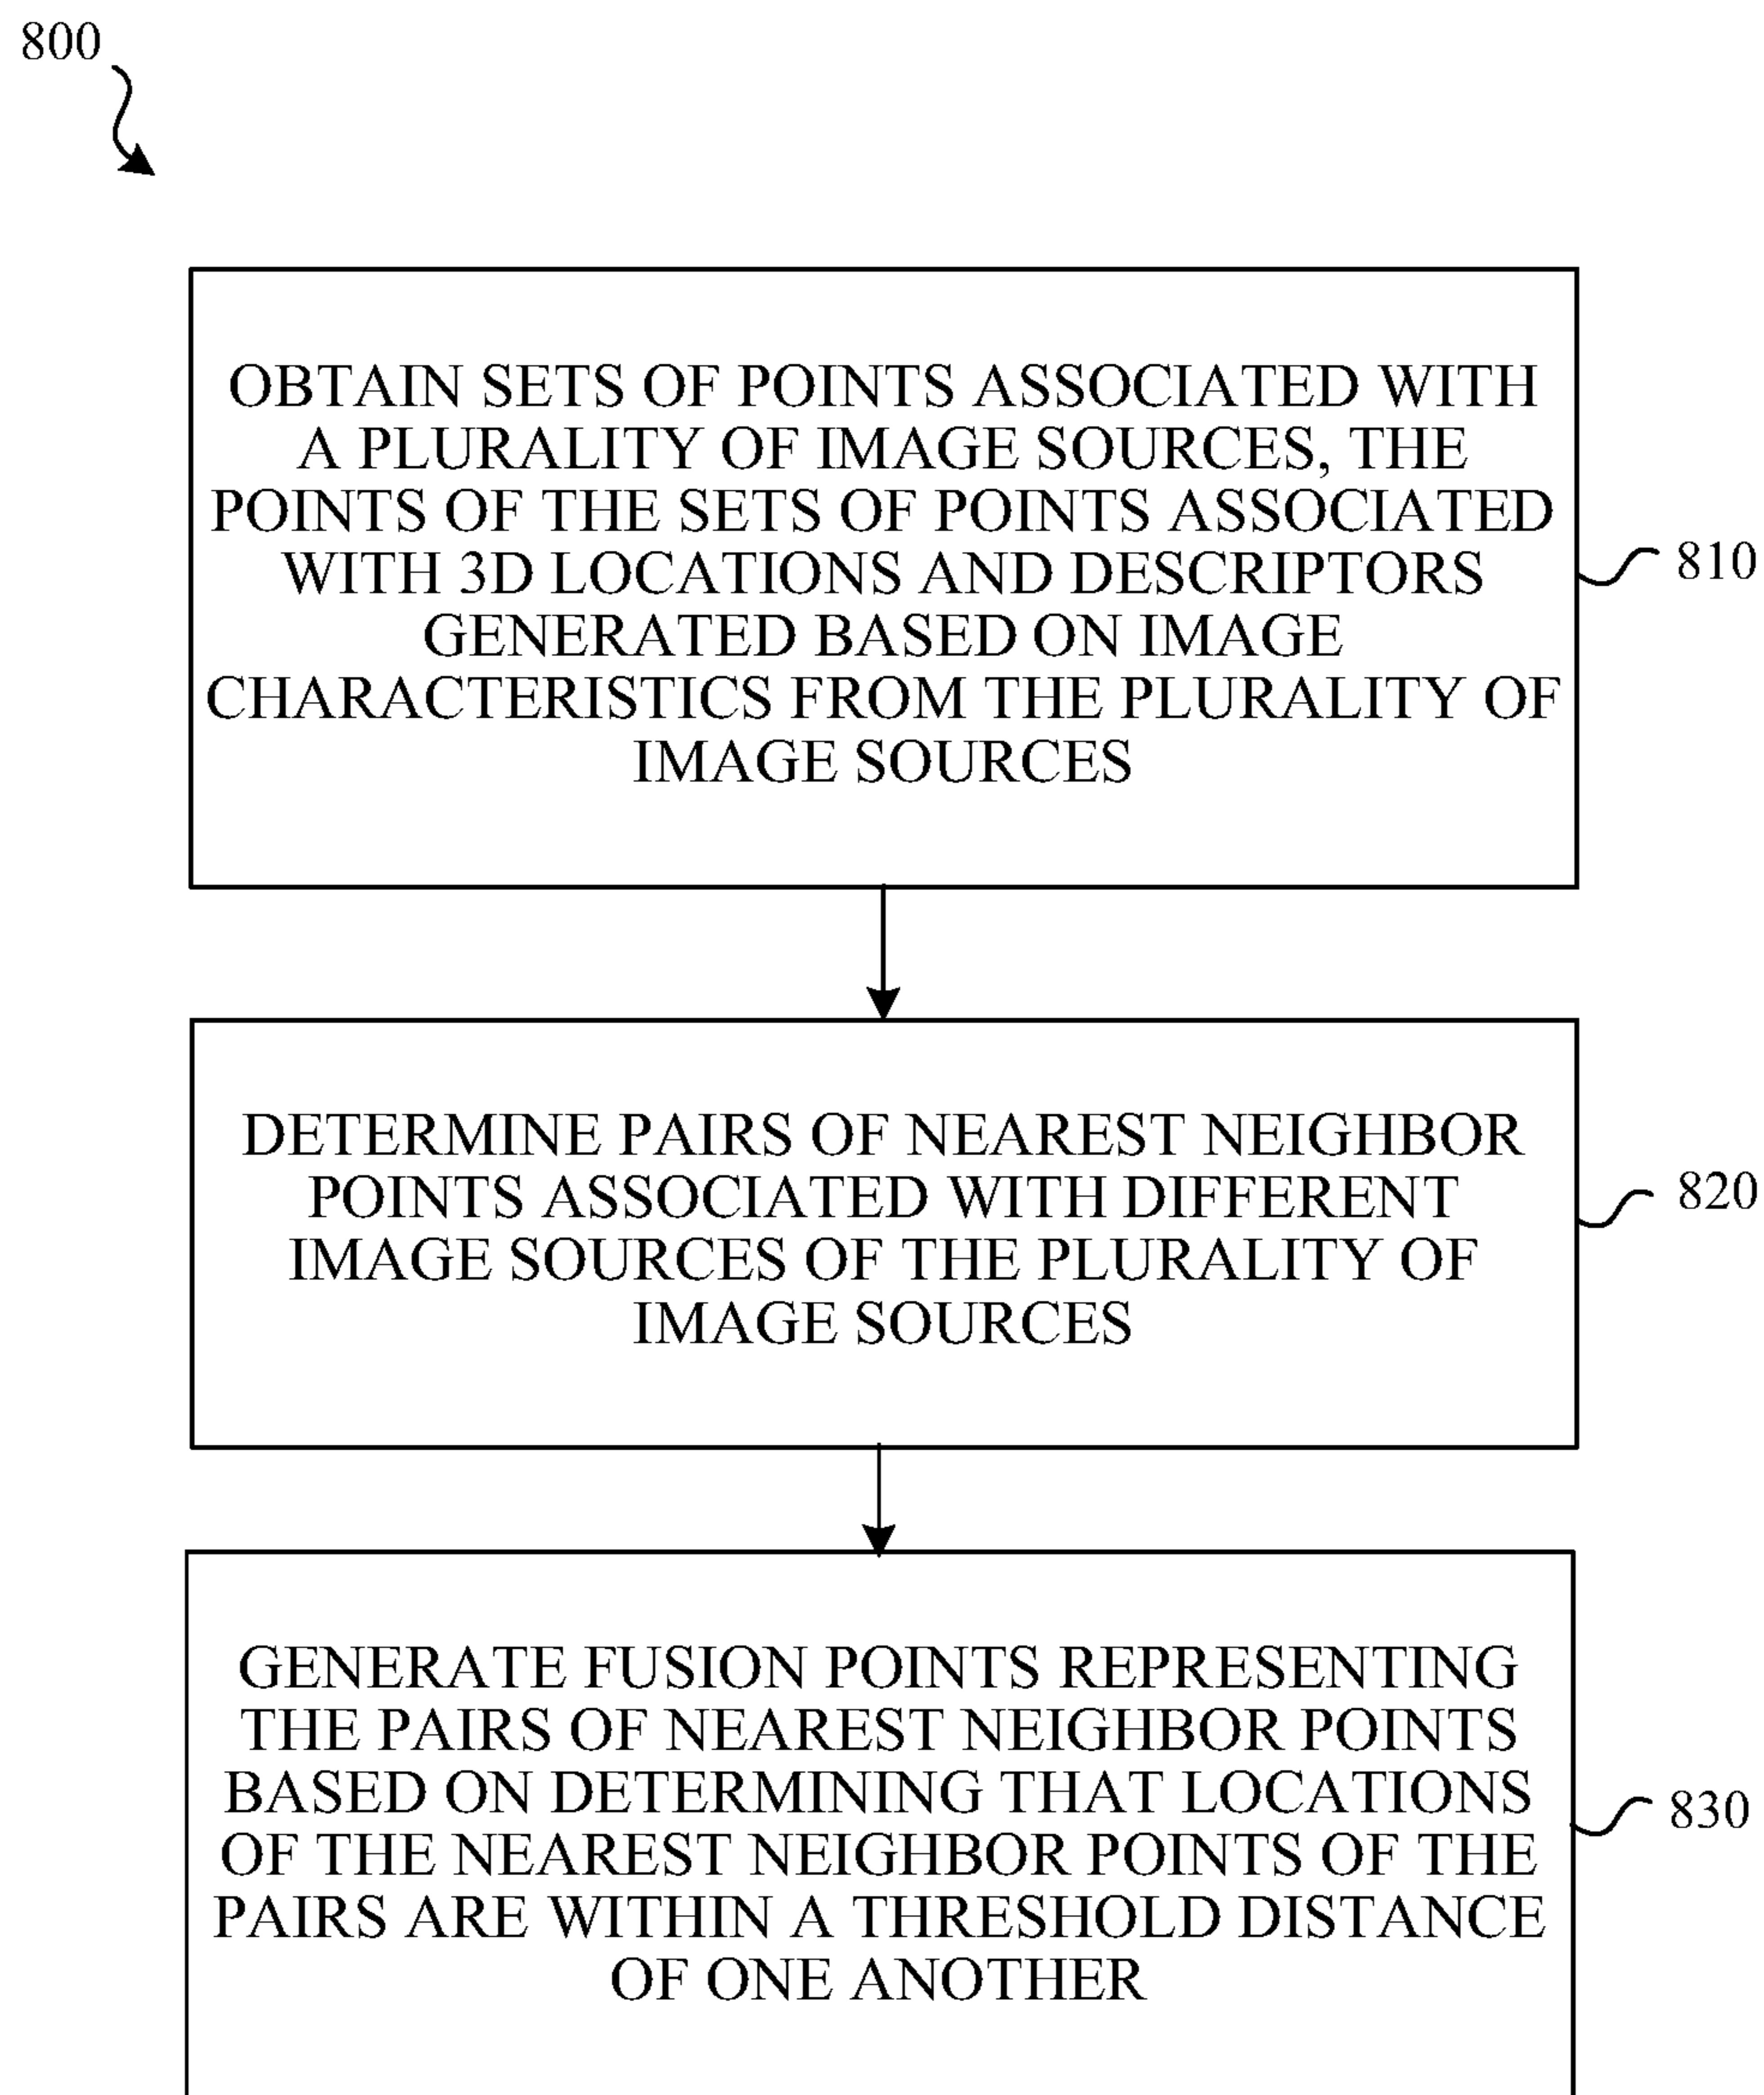 800
OBTAIN SETS OF POINTS ASSOCIATED WITH
A PLURALITY OF IMAGE SOURCES, THE
POINTS OF THE SETS OF POINTS ASSOCIATED
WITH 3D LOCATIONS AND DESCRIPTORS
GENERATED BASED ON IMAGE
CHARACTERISTICS FROM THE PLURALITY OF
IMAGE SOURCES
810
DETERMINE PAIRS OF NEAREST NEIGHBOR
POINTS ASSOCIATED WITH DIFFERENT
IMAGE SOURCES OF THE PLURALITY OF
IMAGE SOURCES
820
GENERATE FUSION POINTS REPRESENTING
THE PAIRS OF NEAREST NEIGHBOR POINTS
BASED ON DETERMINING THAT LOCATIONS
OF THE NEAREST NEIGHBOR POINTS OF THE
PAIRS ARE WITHIN A THRESHOLD DISTANCE
OF ONE ANOTHER
830